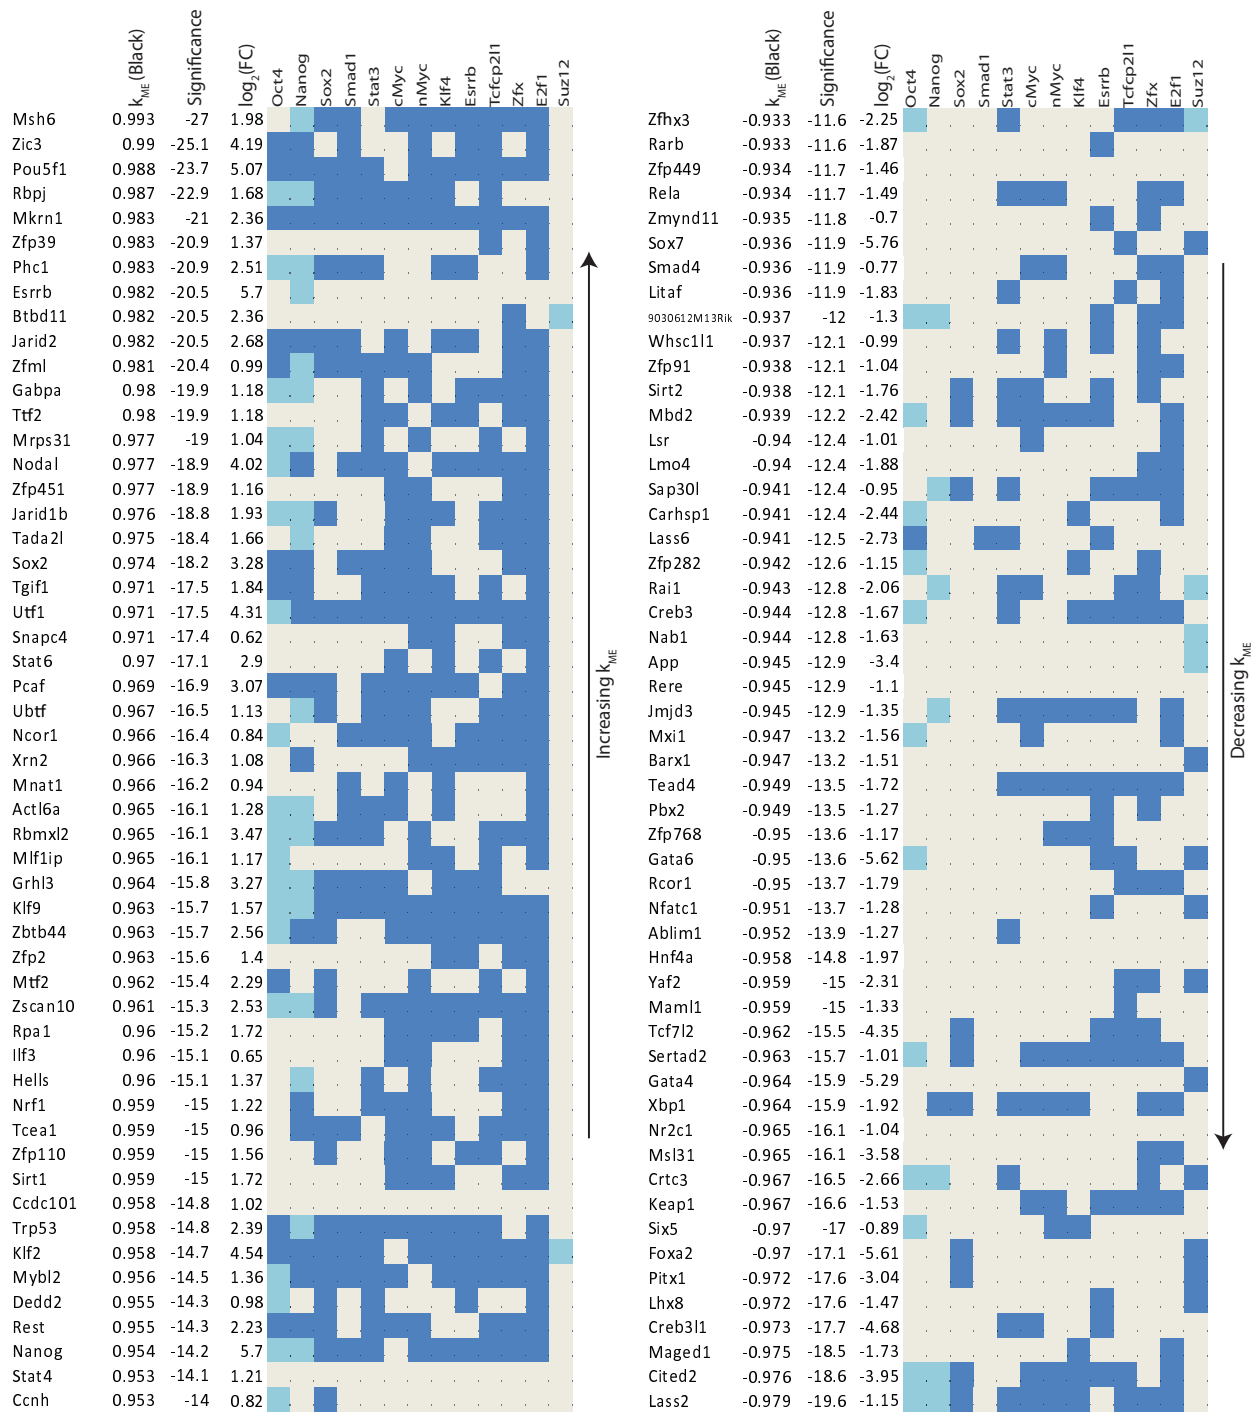 k ME (Black) Significance log2(FC) Oct4 Nanog Sox2 Smad1 Stat3 cMyc nMyc Klf4 Esrrb Tcfcp2l1 Zfx E2f1 Suz12
Msh6 0.993 -27 1.98
Zic3 0.99 -25.1 4.19
Pou5f1 0.988 -23.7 5.07
Rbpj 0.987 -22.9 1.68
Mkrn1 0.983 -21 2.36
Zfp39 0.983 -20.9 1.37
Phc1 0.983 -20.9 2.51
Esrrb 0.982 -20.5 5.7
Btbd11 0.982 -20.5 2.36
Jarid2 0.982 -20.5 2.68
Zfml 0.981 -20.4 0.99
Gabpa 0.98 -19.9 1.18
Ttf2 0.98 -19.9 1.18
Mrps31 0.977 -19 1.04
Nodal 0.977 -18.9 4.02
Zfp451 0.977 -18.9 1.16
Jarid1b 0.976 -18.8 1.93
Tada2l 0.975 -18.4 1.66
Sox2 0.974 -18.2 3.28
Tgif1 0.971 -17.5 1.84
Utf1 0.971 -17.5 4.31
Snapc4 0.971 -17.4 0.62
Stat6 0.97 -17.1 2.9
Pcaf 0.969 -16.9 3.07
Ubtf 0.967 -16.5 1.13
Ncor1 0.966 -16.4 0.84
Xrn2 0.966 -16.3 1.08
Mnat1 0.966 -16.2 0.94
Actl6a 0.965 -16.1 1.28
Rbmxl2 0.965 -16.1 3.47
Mlf1ip 0.965 -16.1 1.17
Grhl3 0.964 -15.8 3.27
Klf9 0.963 -15.7 1.57
Zbtb44 0.963 -15.7 2.56
Zfp2 0.963 -15.6 1.4
Mtf2 0.962 -15.4 2.29
Zscan10 0.961 -15.3 2.53
Rpa1 0.96 -15.2 1.72
Ilf3 0.96 -15.1 0.65
Hells 0.96 -15.1 1.37
Nrf1 0.959 -15 1.22
Tcea1 0.959 -15 0.96
Zfp110 0.959 -15 1.56
Sirt1 0.959 -15 1.72
Ccdc101 0.958 -14.8 1.02
Trp53 0.958 -14.8 2.39
Klf2 0.958 -14.7 4.54
Mybl2 0.956 -14.5 1.36
Dedd2 0.955 -14.3 0.98
Rest 0.955 -14.3 2.23
Nanog 0.954 -14.2 5.7
Stat4 0.953 -14.1 1.21
Ccnh 0.953 -14 0.82
Increasing k ME
k ME (Black) Significance log2(FC) Oct4 Nanog Sox2 Smad1 Stat3 cMyc nMyc Klf4 Esrrb Tcfcp2l1 Zfx E2f1 Suz12
Zfhx3 -0.933 -11.6 -2.25
Rarb -0.933 -11.6 -1.87
Zfp449 -0.934 -11.7 -1.46
Rela -0.934 -11.7 -1.49
Zmynd11 -0.935 -11.8 -0.7
Sox7 -0.936 -11.9 -5.76
Smad4 -0.936 -11.9 -0.77
Litaf -0.936 -11.9 -1.83
9030612M13Rik -0.937 -12 -1.3
Whsc1l1 -0.937 -12.1 -0.99
Zfp91 -0.938 -12.1 -1.04
Sirt2 -0.938 -12.1 -1.76
Mbd2 -0.939 -12.2 -2.42
Lsr -0.94 -12.4 -1.01
Lmo4 -0.94 -12.4 -1.88
Sap30l -0.941 -12.4 -0.95
Carhsp1 -0.941 -12.4 -2.44
Lass6 -0.941 -12.5 -2.73
Zfp282 -0.942 -12.6 -1.15
Rai1 -0.943 -12.8 -2.06
Creb3 -0.944 -12.8 -1.67
Nab1 -0.944 -12.8 -1.63
App -0.945 -12.9 -3.4
Rere -0.945 -12.9 -1.1
Jmjd3 -0.945 -12.9 -1.35
Mxi1 -0.947 -13.2 -1.56
Barx1 -0.947 -13.2 -1.51
Tead4 -0.949 -13.5 -1.72
Pbx2 -0.949 -13.5 -1.27
Zfp768 -0.95 -13.6 -1.17
Gata6 -0.95 -13.6 -5.62
Rcor1 -0.95 -13.7 -1.79
Nfatc1 -0.951 -13.7 -1.28
Ablim1 -0.952 -13.9 -1.27
Hnf4a -0.958 -14.8 -1.97
Yaf2 -0.959 -15 -2.31
Maml1 -0.959 -15 -1.33
Tcf7l2 -0.962 -15.5 -4.35
Sertad2 -0.963 -15.7 -1.01
Gata4 -0.964 -15.9 -5.29
Xbp1 -0.964 -15.9 -1.92
Nr2c1 -0.965 -16.1 -1.04
Msl31 -0.965 -16.1 -3.58
Crtc3 -0.967 -16.5 -2.66
Keap1 -0.967 -16.6 -1.53
Six5 -0.97 -17 -0.89
Foxa2 -0.97 -17.1 -5.61
Pitx1 -0.972 -17.6 -3.04
Lhx8 -0.972 -17.6 -1.47
Creb3l1 -0.973 -17.7 -4.68
Maged1 -0.975 -18.5 -1.73
Cited2 -0.976 -18.6 -3.95
Lass2 -0.979 -19.6 -1.15
Decreasing k ME